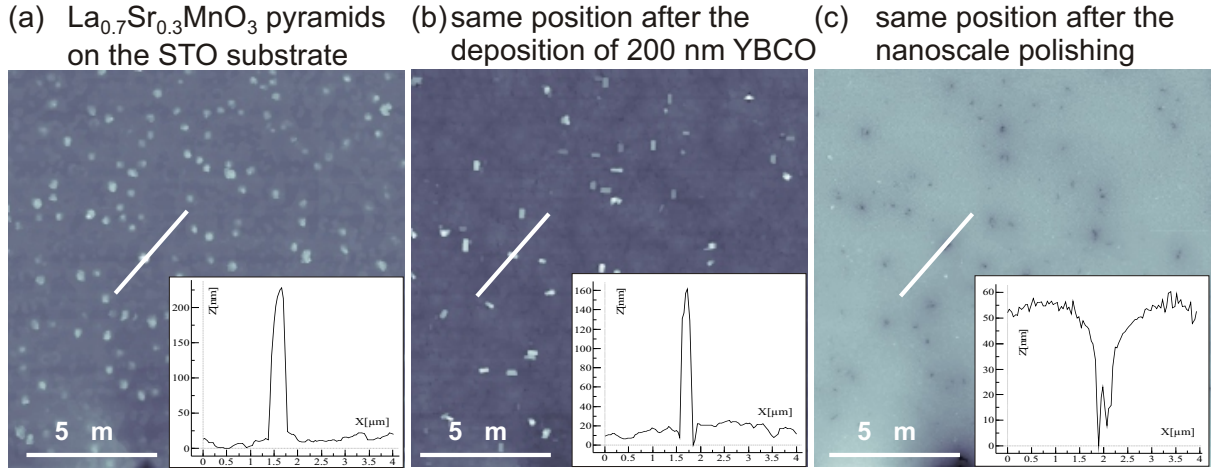 (a) La0.7Sr0.3MnO3 pyramids
on the STO substrate
(b) same position after the
deposition of 200 nm YBCO
(c) same position after the
nanoscale polishing
5 m
Z[nm]
200
150
100
50
0
X[µm]
0 0.5 1 1.5 2 2.5 3 3.5 4
5 m
Z[nm]
160
140
120
100
80
60
40
20
0
X[µm]
0 0.5 1 1.5 2 2.5 3 3.5 4
5 m
60
50
40
30
20
10
0
Z[nm]
X[µm]
0 0.5 1 1.5 2 2.5 3 3.5 4